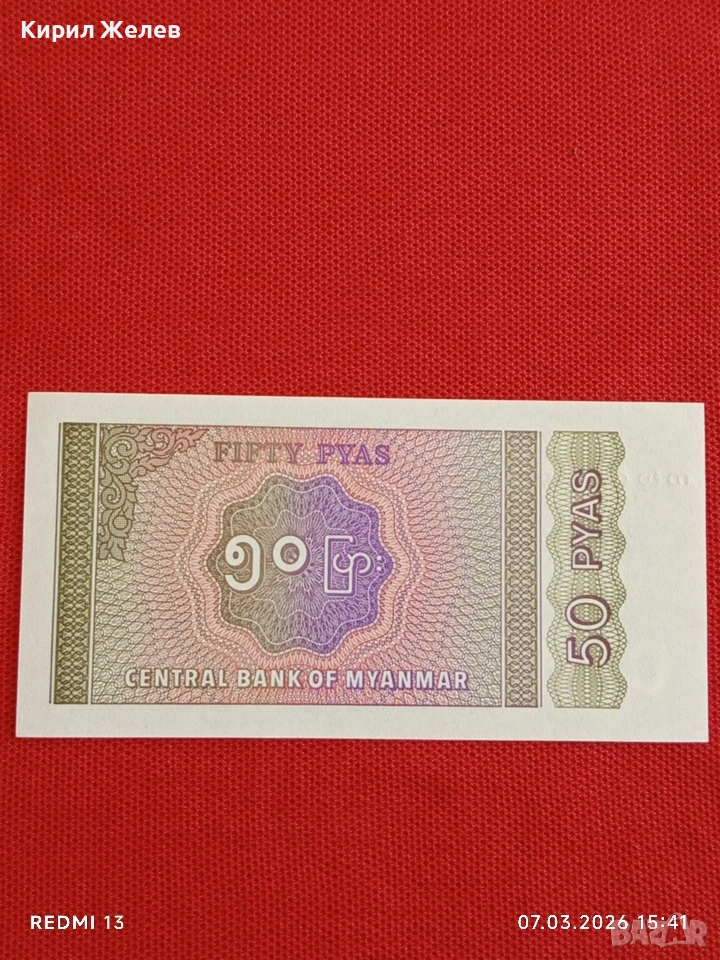 Кирил Желев
FIFTY PYAS
၅၀ ပြား
CENTRAL BANK OF MYANMAR
50 PYAS
REDMI 13
07.03.2026 15:41
BAZAR